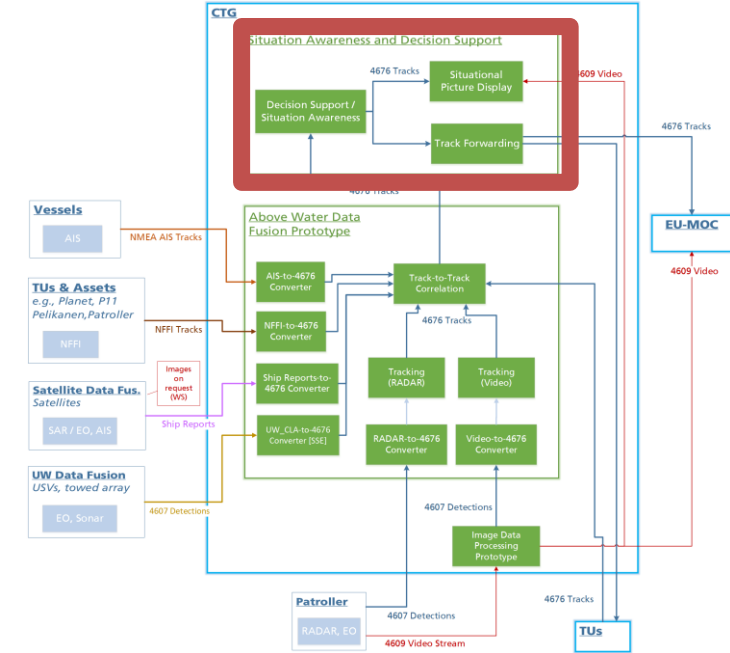 CTG
Situation Awareness and Decision Support
4676 Tracks
Situational
Picture Display
4609 Video
Decision Support /
Situation Awareness
Track Forwarding
4676 Tracks
4676 Tracks
Vessels
AIS
NMEA AIS Tracks
Above Water Data
Fusion Prototype
EU-MOC
4609 Video
AIS-to-4676
Converter
Track-to-Track
Correlation
TUs & Assets
e.g., Planet, P11
Pelikanen,Patroller
NFFI
NFFI Tracks
NFFI-to-4676
Converter
4676 Tracks
Images
on
request
(WS)
Satellite Data Fus.
Satellites
SAR / EO, AIS
Ship Reports
Ship Reports-to-
4676 Converter
Tracking
(RADAR)
Tracking
(Video)
UW_CLA-to-4676
Converter [SSE]
RADAR-to-4676
Converter
Video-to-4676
Converter
UW Data Fusion
USVs, towed array
EO, Sonar
4607 Detections
4607 Detections
Image Data
Processing
Prototype
Patroller
RADAR, EO
4607 Detections
4609 Video Stream
4676 Tracks
TUs